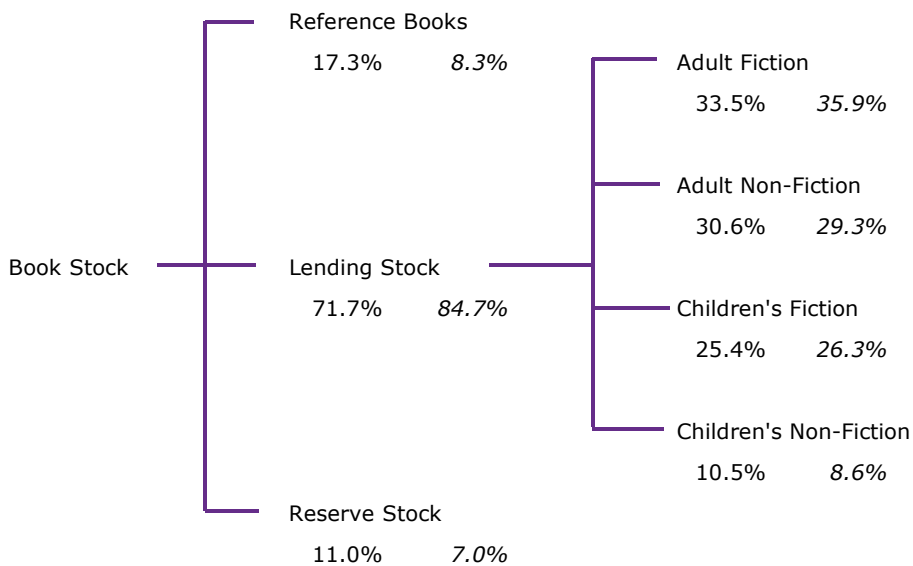 Reference Books
17.3% 8.3%
Adult Fiction
33.5% 35.9%
Adult Non-Fiction
30.6% 29.3%
Book Stock
Lending Stock
71.7% 84.7%
Children's Fiction
25.4% 26.3%
Children's Non-Fiction
10.5% 8.6%
Reserve Stock
11.0% 7.0%